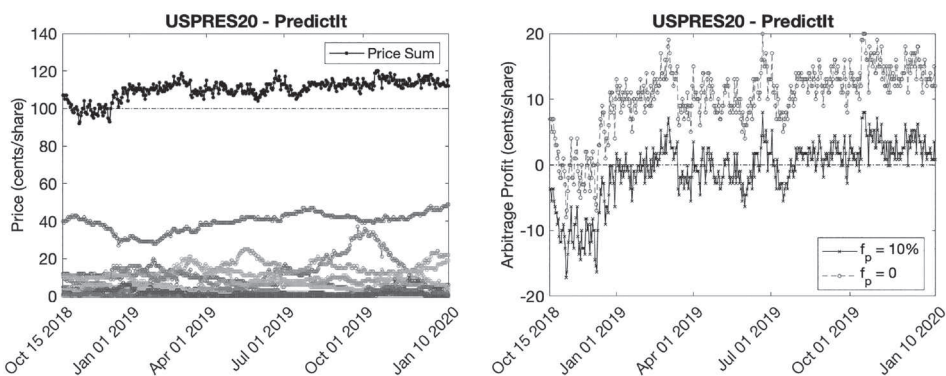 USPRES20 - PredictIt
140
120
100
80
60
40
20
0
Price (cents/share)
Price Sum
Oct 15 2018
Jan 01 2019
Apr 01 2019
Jul 01 2019
Oct 01 2019
Jan 10 2020
USPRES20 - PredictIt
20
10
0
-10
-20
Arbitrage Profit (cents/share)
f_p = 10%
f_p = 0
Oct 15 2018
Jan 01 2019
Apr 01 2019
Jul 01 2019
Oct 01 2019
Jan 10 2020